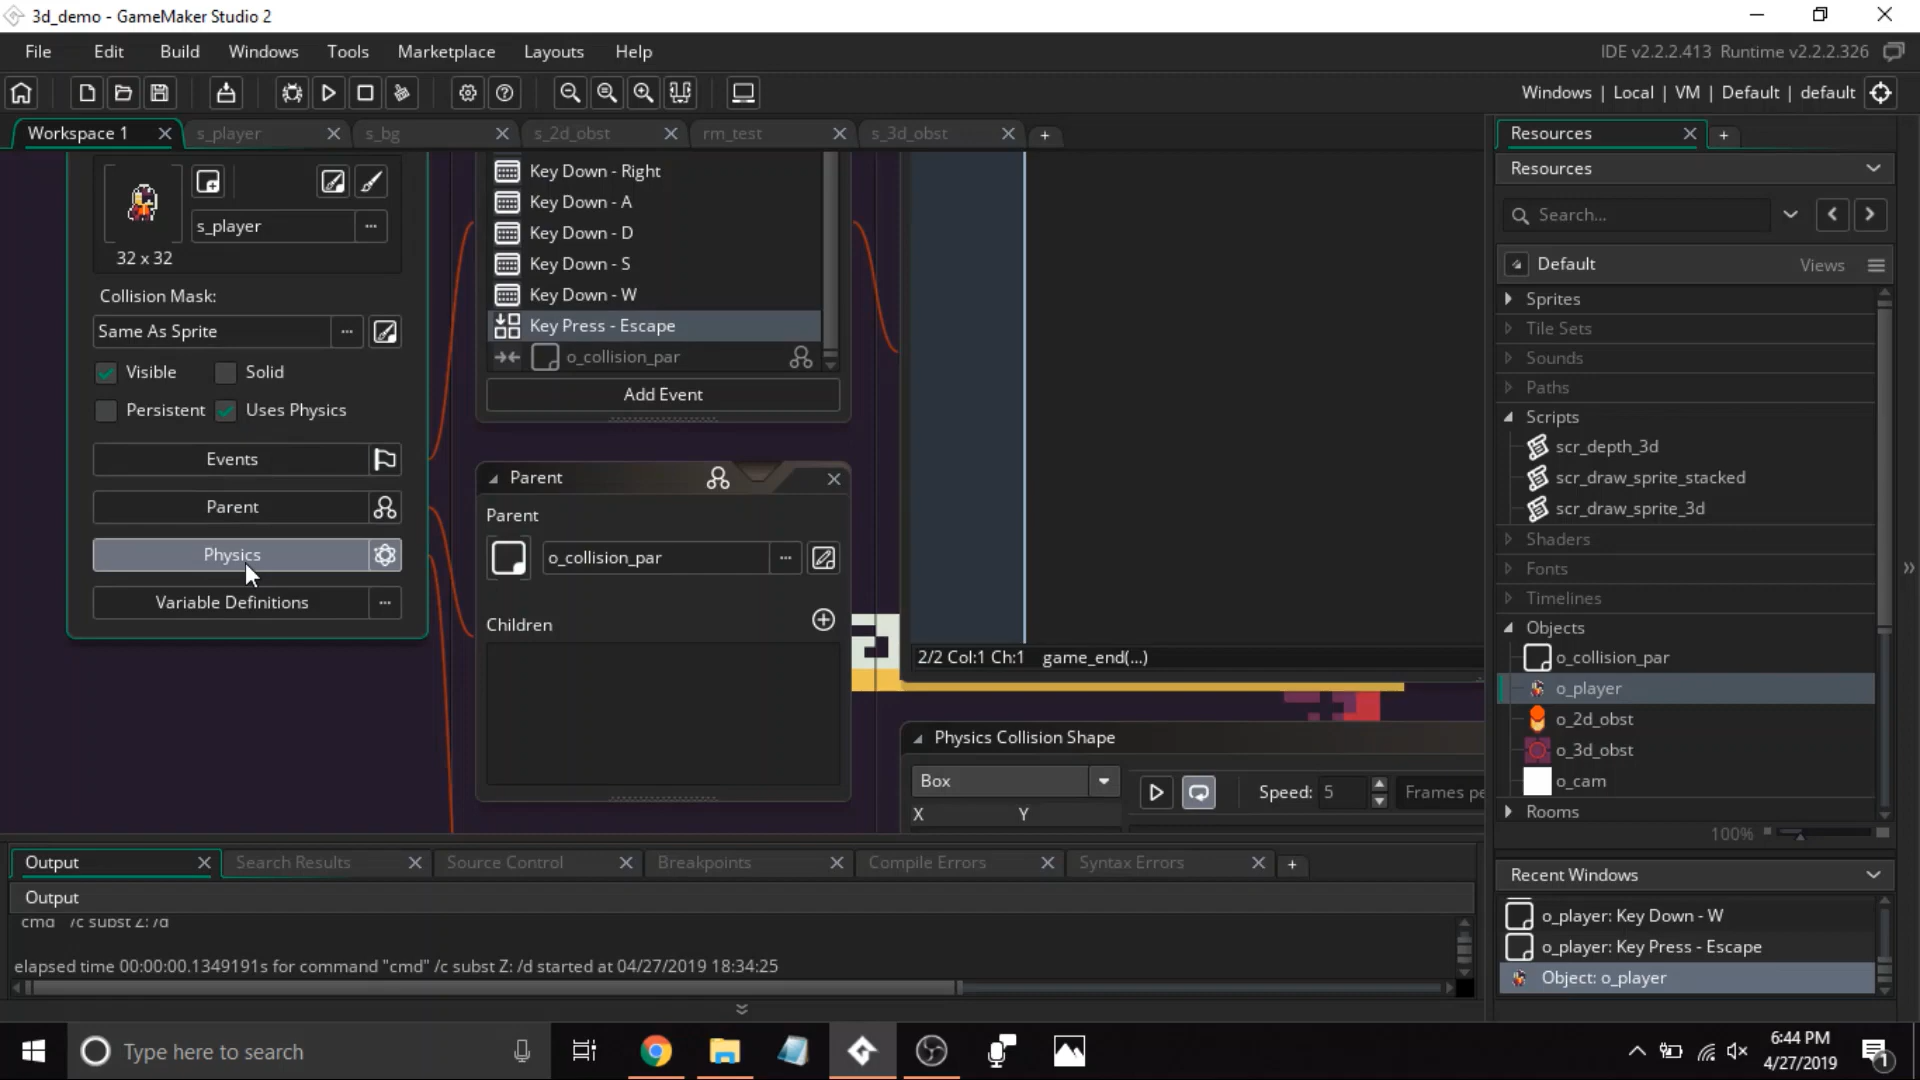 3d_demo - GameMaker Studio 2
File Edit Build Windows Tools Marketplace Layouts Help
IDE v2.2.2.413 Runtime v2.2.2.326
Windows | Local | VM | Default | default
Workspace 1 s_player s_bg s_2d_obst rm_test s_3d_obst
s_player
32 x 32
Collision Mask:
Same As Sprite
Visible Solid
Persistent Uses Physics
Events
Parent
Physics
Variable Definitions
Key Down - Right
Key Down - A
Key Down - D
Key Down - S
Key Down - W
Key Press - Escape
o_collision_par
Add Event
Parent
Parent
o_collision_par
Children
2/2 Col:1 Ch:1 game_end(...)
Physics Collision Shape
Box
Speed: 5 Frames pe
X Y
Resources
Resources
Search...
Default Views
Sprites
Tile Sets
Sounds
Paths
Scripts
scr_depth_3d
scr_draw_sprite_stacked
scr_draw_sprite_3d
Shaders
Fonts
Timelines
Objects
o_collision_par
o_player
o_2d_obst
o_3d_obst
o_cam
Rooms
100%
Recent Windows
o_player: Key Down - W
o_player: Key Press - Escape
Object: o_player
Output Search Results Source Control Breakpoints Compile Errors Syntax Errors
Output
cmd /c subst Z: /d
elapsed time 00:00:00.1349191s for command "cmd" /c subst Z: /d started at 04/27/2019 18:34:25
Type here to search
6:44 PM
4/27/2019
1